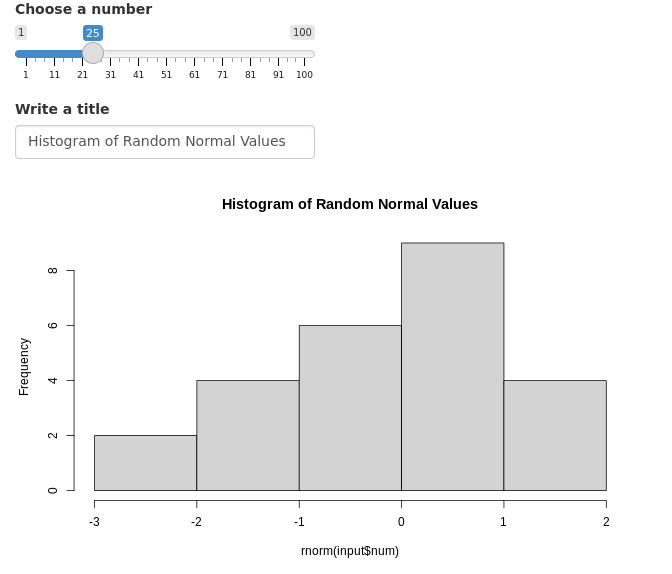 Choose a number
1 25 100
1 11 21 31 41 51 61 71 81 91 100
Write a title
Histogram of Random Normal Values
Histogram of Random Normal Values
Frequency
8
6
4
2
0
-3 -2 -1 0 1 2
rnorm(input$num)